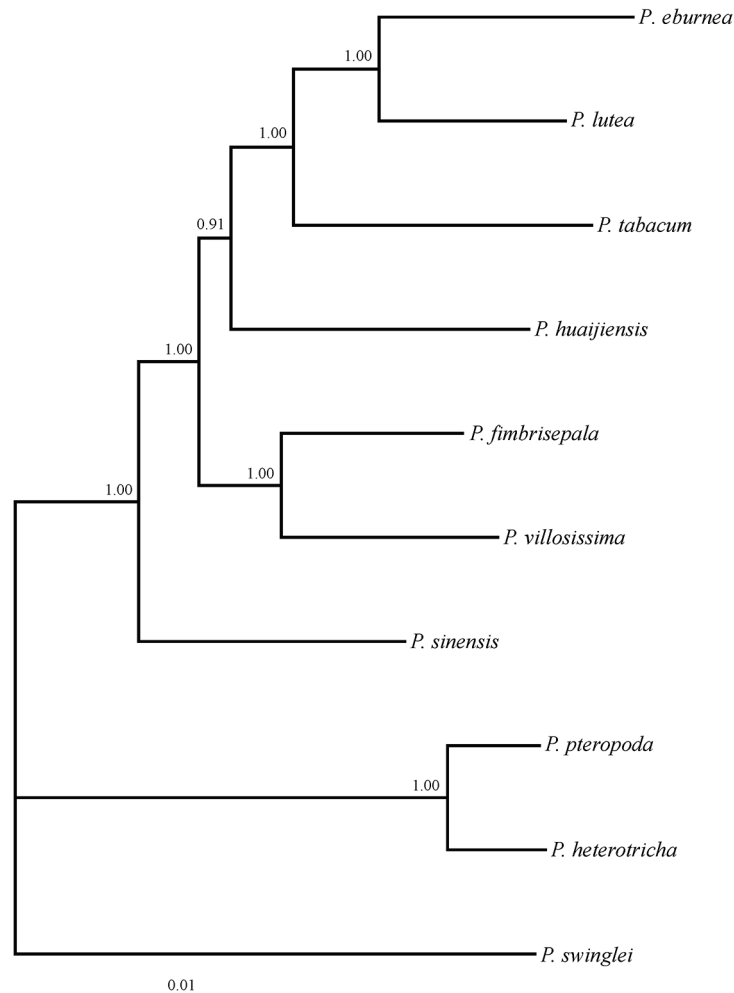 P. eburnea
1.00
P. lutea
1.00
P. tabacum
0.91
P. huaijiensis
1.00
P. fimbrisepala
1.00
1.00
P. villosissima
P. sinensis
P. pteropoda
1.00
P. heterotricha
P. swinglei
0.01